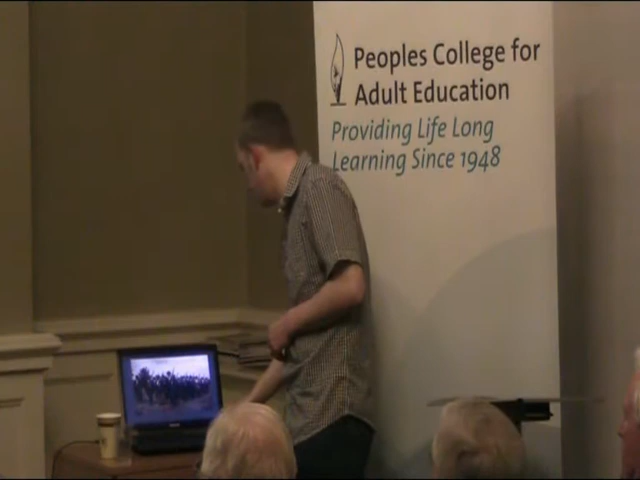 Peoples College for
Adult Education
Providing Life Long
Learning Since 1948